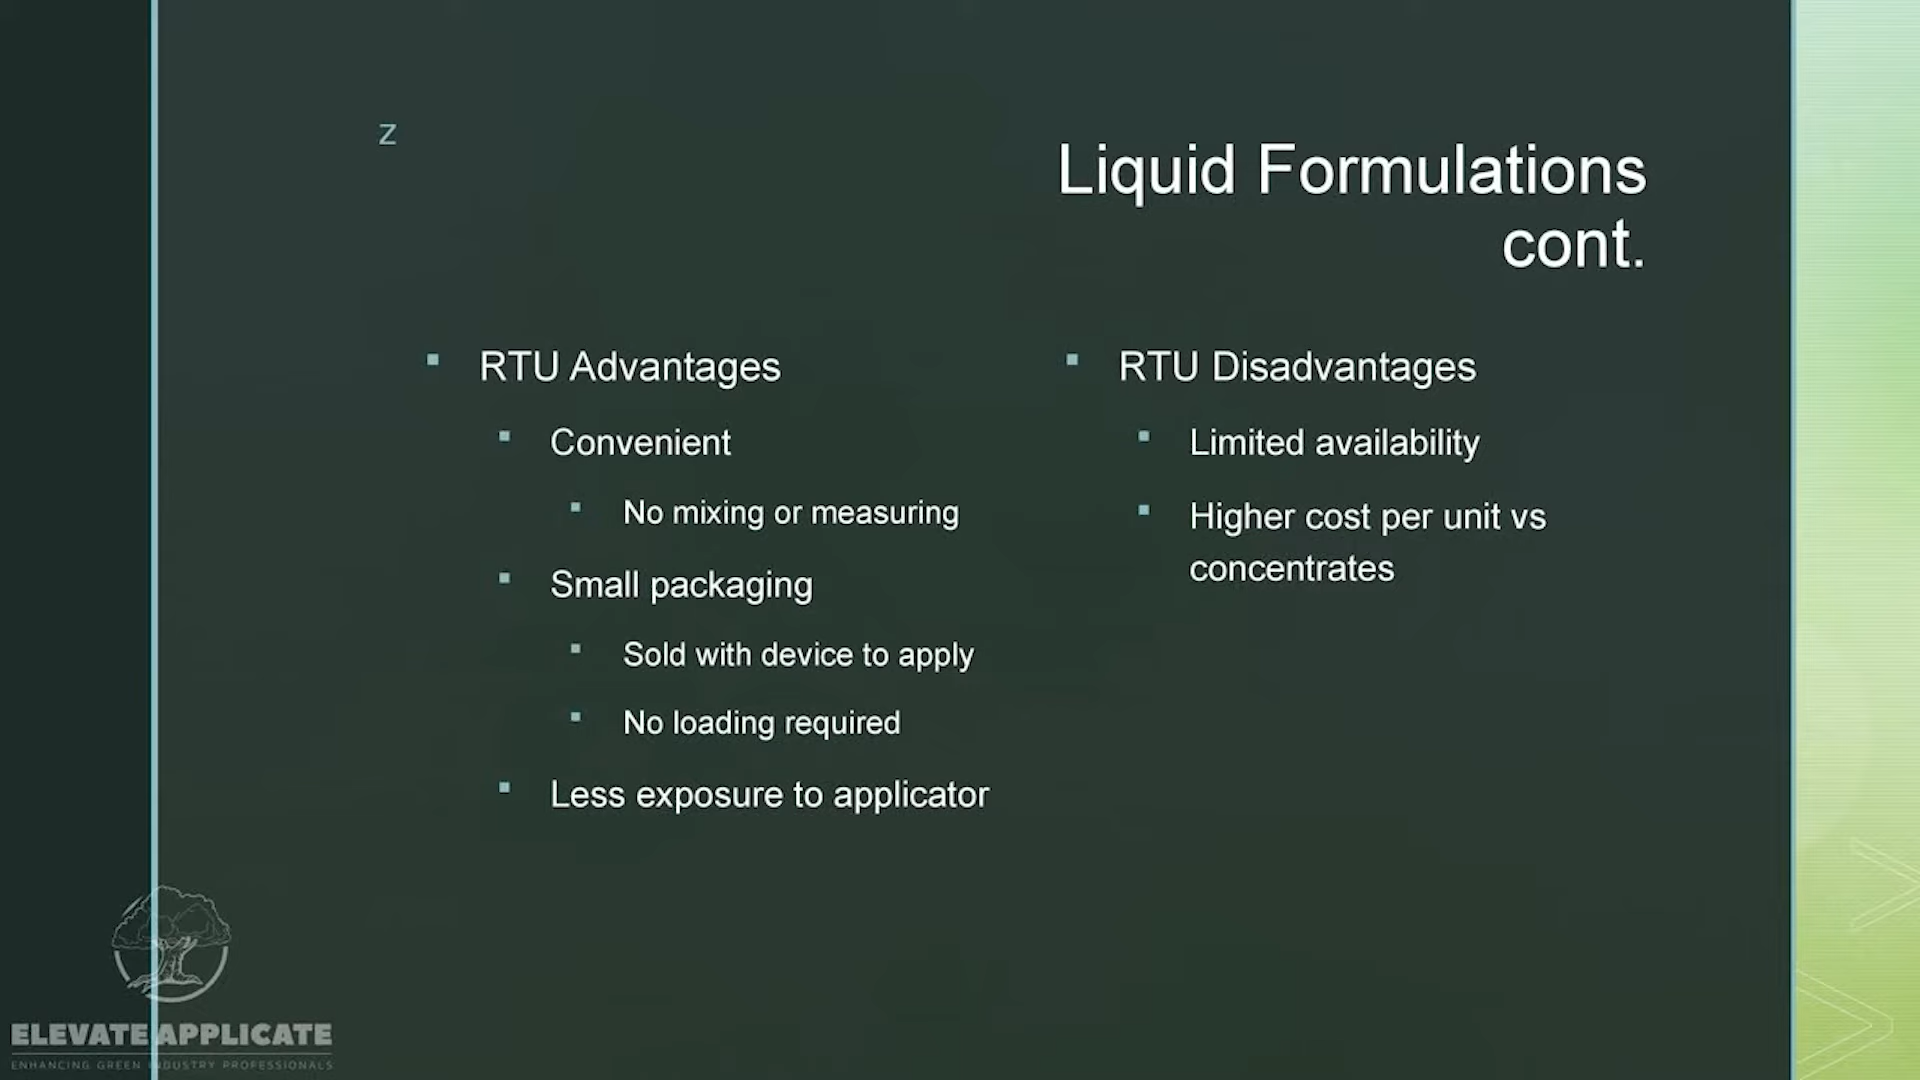 z
Liquid Formulations
cont.
RTU Advantages
Convenient
No mixing or measuring
Small packaging
Sold with device to apply
No loading required
Less exposure to applicator
RTU Disadvantages
Limited availability
Higher cost per unit vs
concentrates
ELEVATE APPLICATE
ENHANCING GREEN INDUSTRY PROFESSIONALS